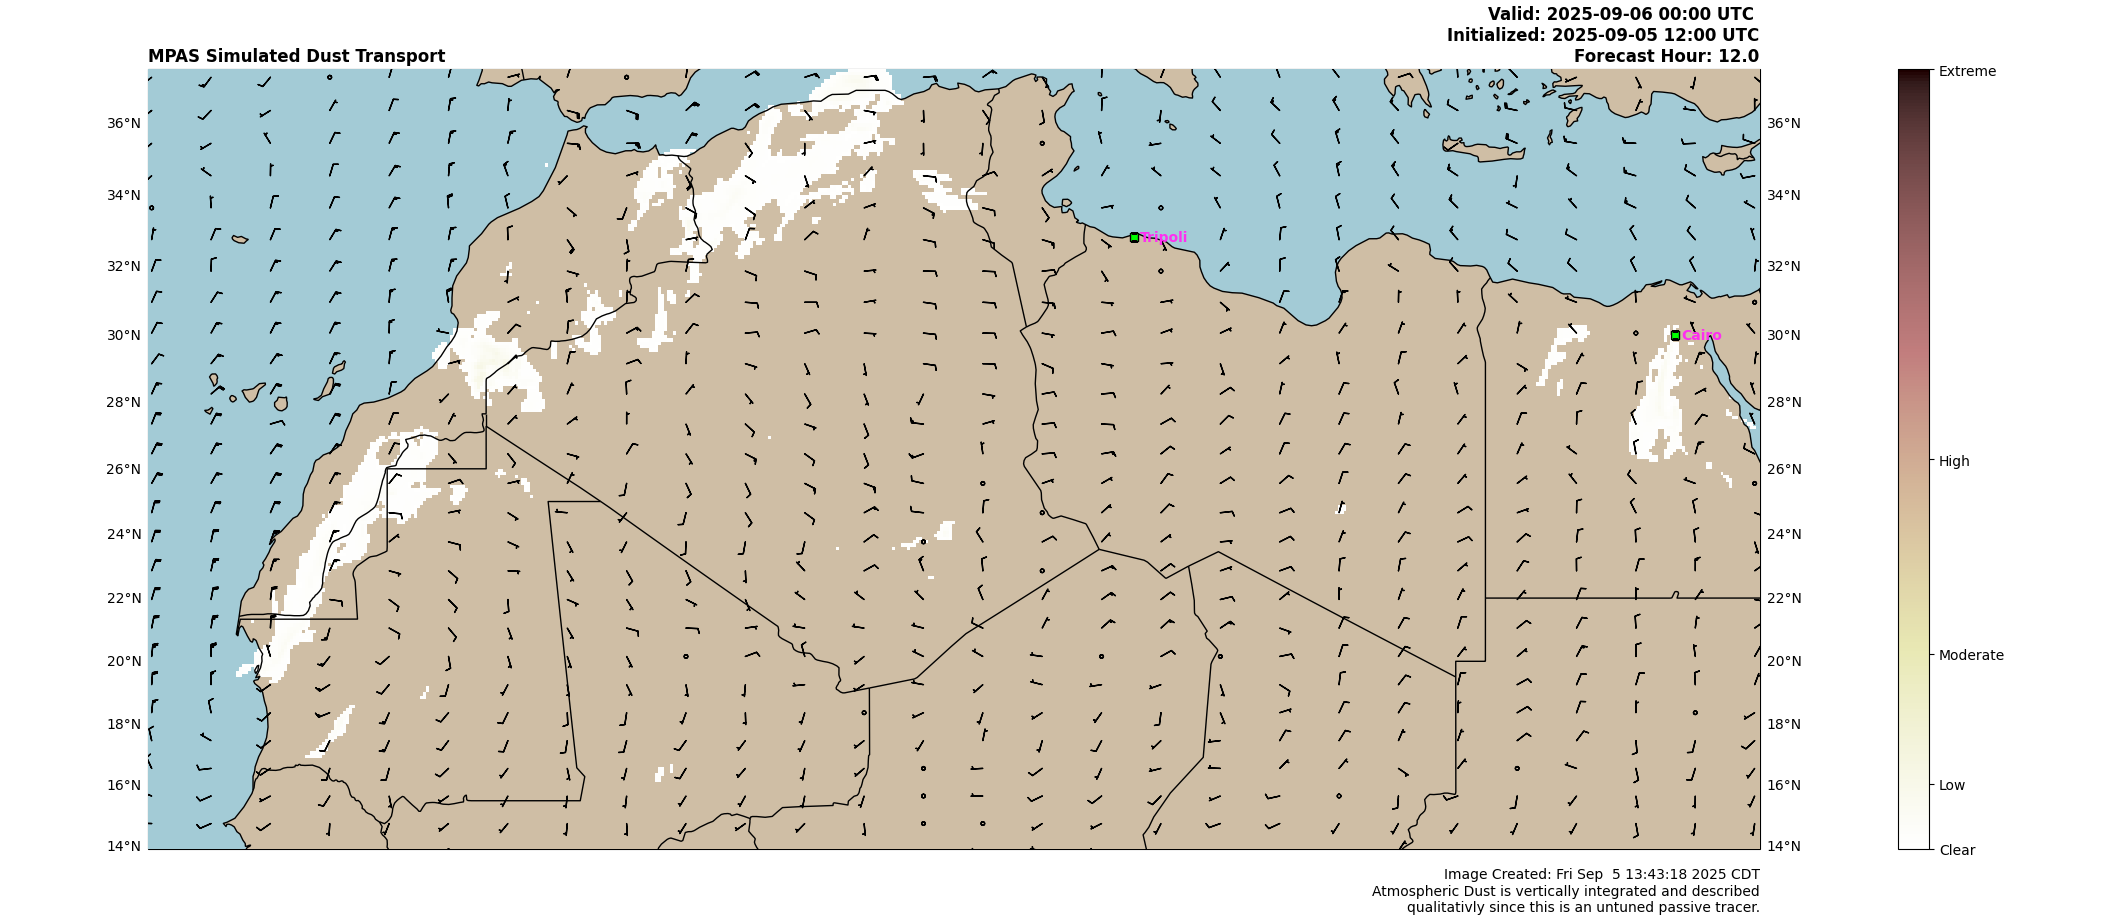 Valid: 2025-09-06 00:00 UTC
Initialized: 2025-09-05 12:00 UTC
MPAS Simulated Dust Transport
Forecast Hour: 12.0
Extreme
36°N
36°N
34°N
34°N
Tripoli
32°N
32°N
30°N
Cairo
30°N
28°N
28°N
26°N
26°N
High
24°N
24°N
22°N
22°N
20°N
20°N
Moderate
18°N
18°N
16°N
16°N
Low
14°N
14°N
Clear
Image Created: Fri Sep  5 13:43:18 2025 CDT
Atmospheric Dust is vertically integrated and described
qualitativly since this is an untuned passive tracer.